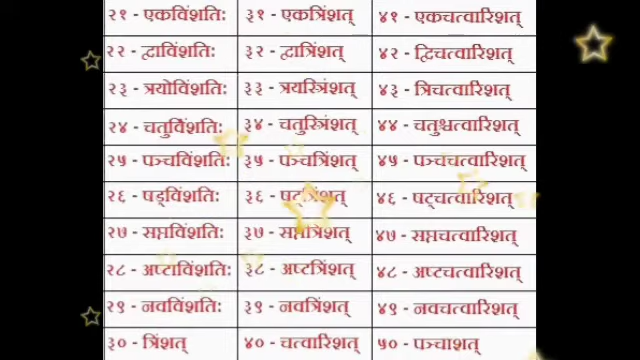 २१ - एकविंशतिः ३१ - एकत्रिंशत् ४१ - एकचत्वारिंशत्
२२ - द्वाविंशतिः ३२ - द्वात्रिंशत् ४२ - द्विचत्वारिंशत्
२३ - त्रयोविंशतिः ३३ - त्रयस्त्रिंशत् ४३ - त्रिचत्वारिंशत्
२४ - चतुर्विंशतिः ३४ - चतुस्त्रिंशत् ४४ - चतुश्चत्वारिंशत्
२५ - पञ्चविंशतिः ३५ - पञ्चत्रिंशत् ४५ - पञ्चचत्वारिंशत्
२६ - षड्विंशतिः ३६ - षट्त्रिंशत् ४६ - षट्चत्वारिंशत्
२७ - सप्तविंशतिः ३७ - सप्तत्रिंशत् ४७ - सप्तचत्वारिंशत्
२८ - अष्टाविंशतिः ३८ - अष्टत्रिंशत् ४८ - अष्टचत्वारिंशत्
२९ - नवविंशतिः ३९ - नवत्रिंशत् ४९ - नवचत्वारिंशत्
३० - त्रिंशत् ४० - चत्वारिंशत् ५० - पञ्चाशत्